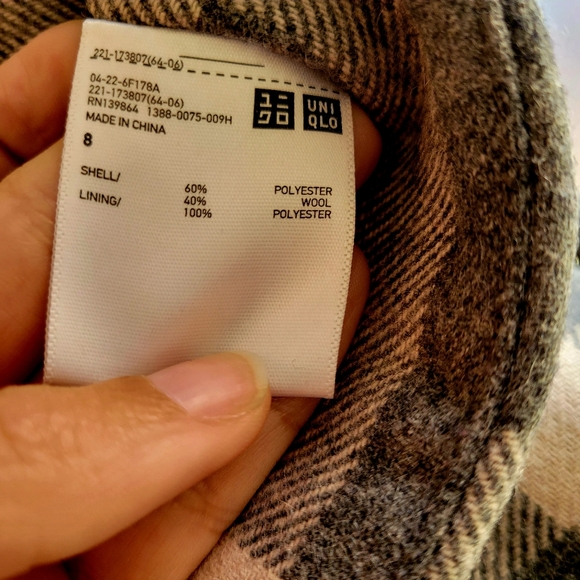 221-173807(64-06)
04-22-6F178A
221-173807(64-06)
RN139864 1388-0075-009H
MADE IN CHINA
8
ユニ
クロ
UNI
QLO
SHELL/ 60% POLYESTER
40% WOOL
LINING/ 100% POLYESTER